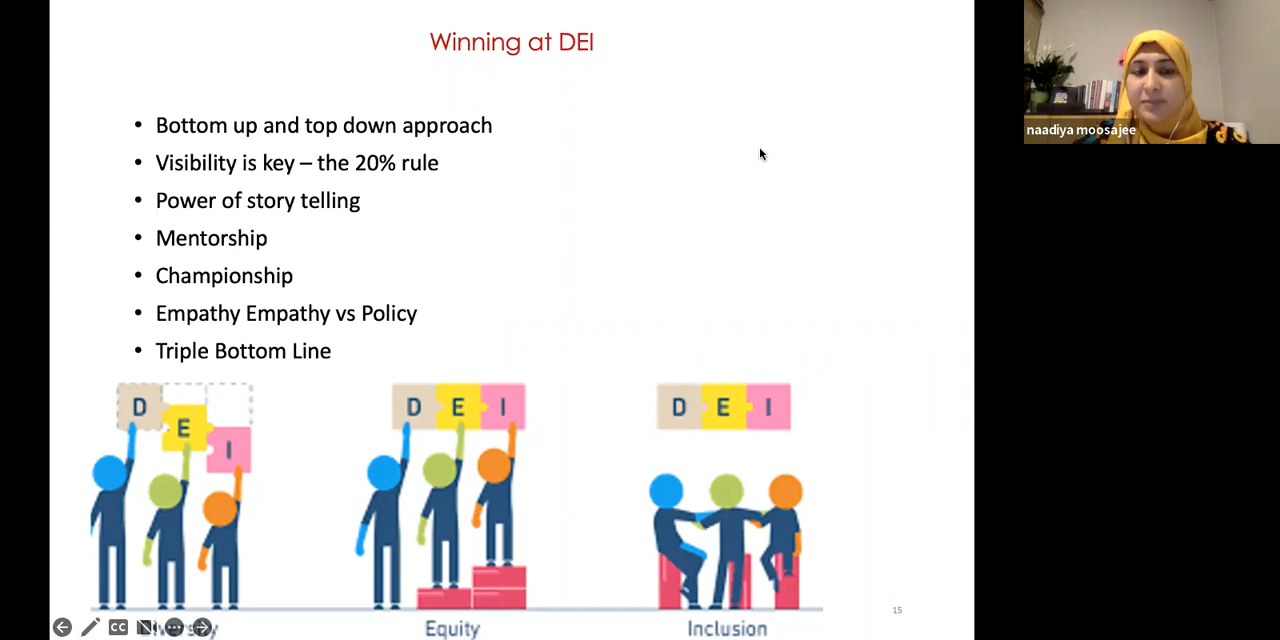 Winning at DEI
• Bottom up and top down approach
• Visibility is key – the 20% rule
• Power of story telling
• Mentorship
• Championship
• Empathy Empathy vs Policy
• Triple Bottom Line
D E I
D E I
D E I
Equity
Inclusion
15
CC
naadiya moosajee